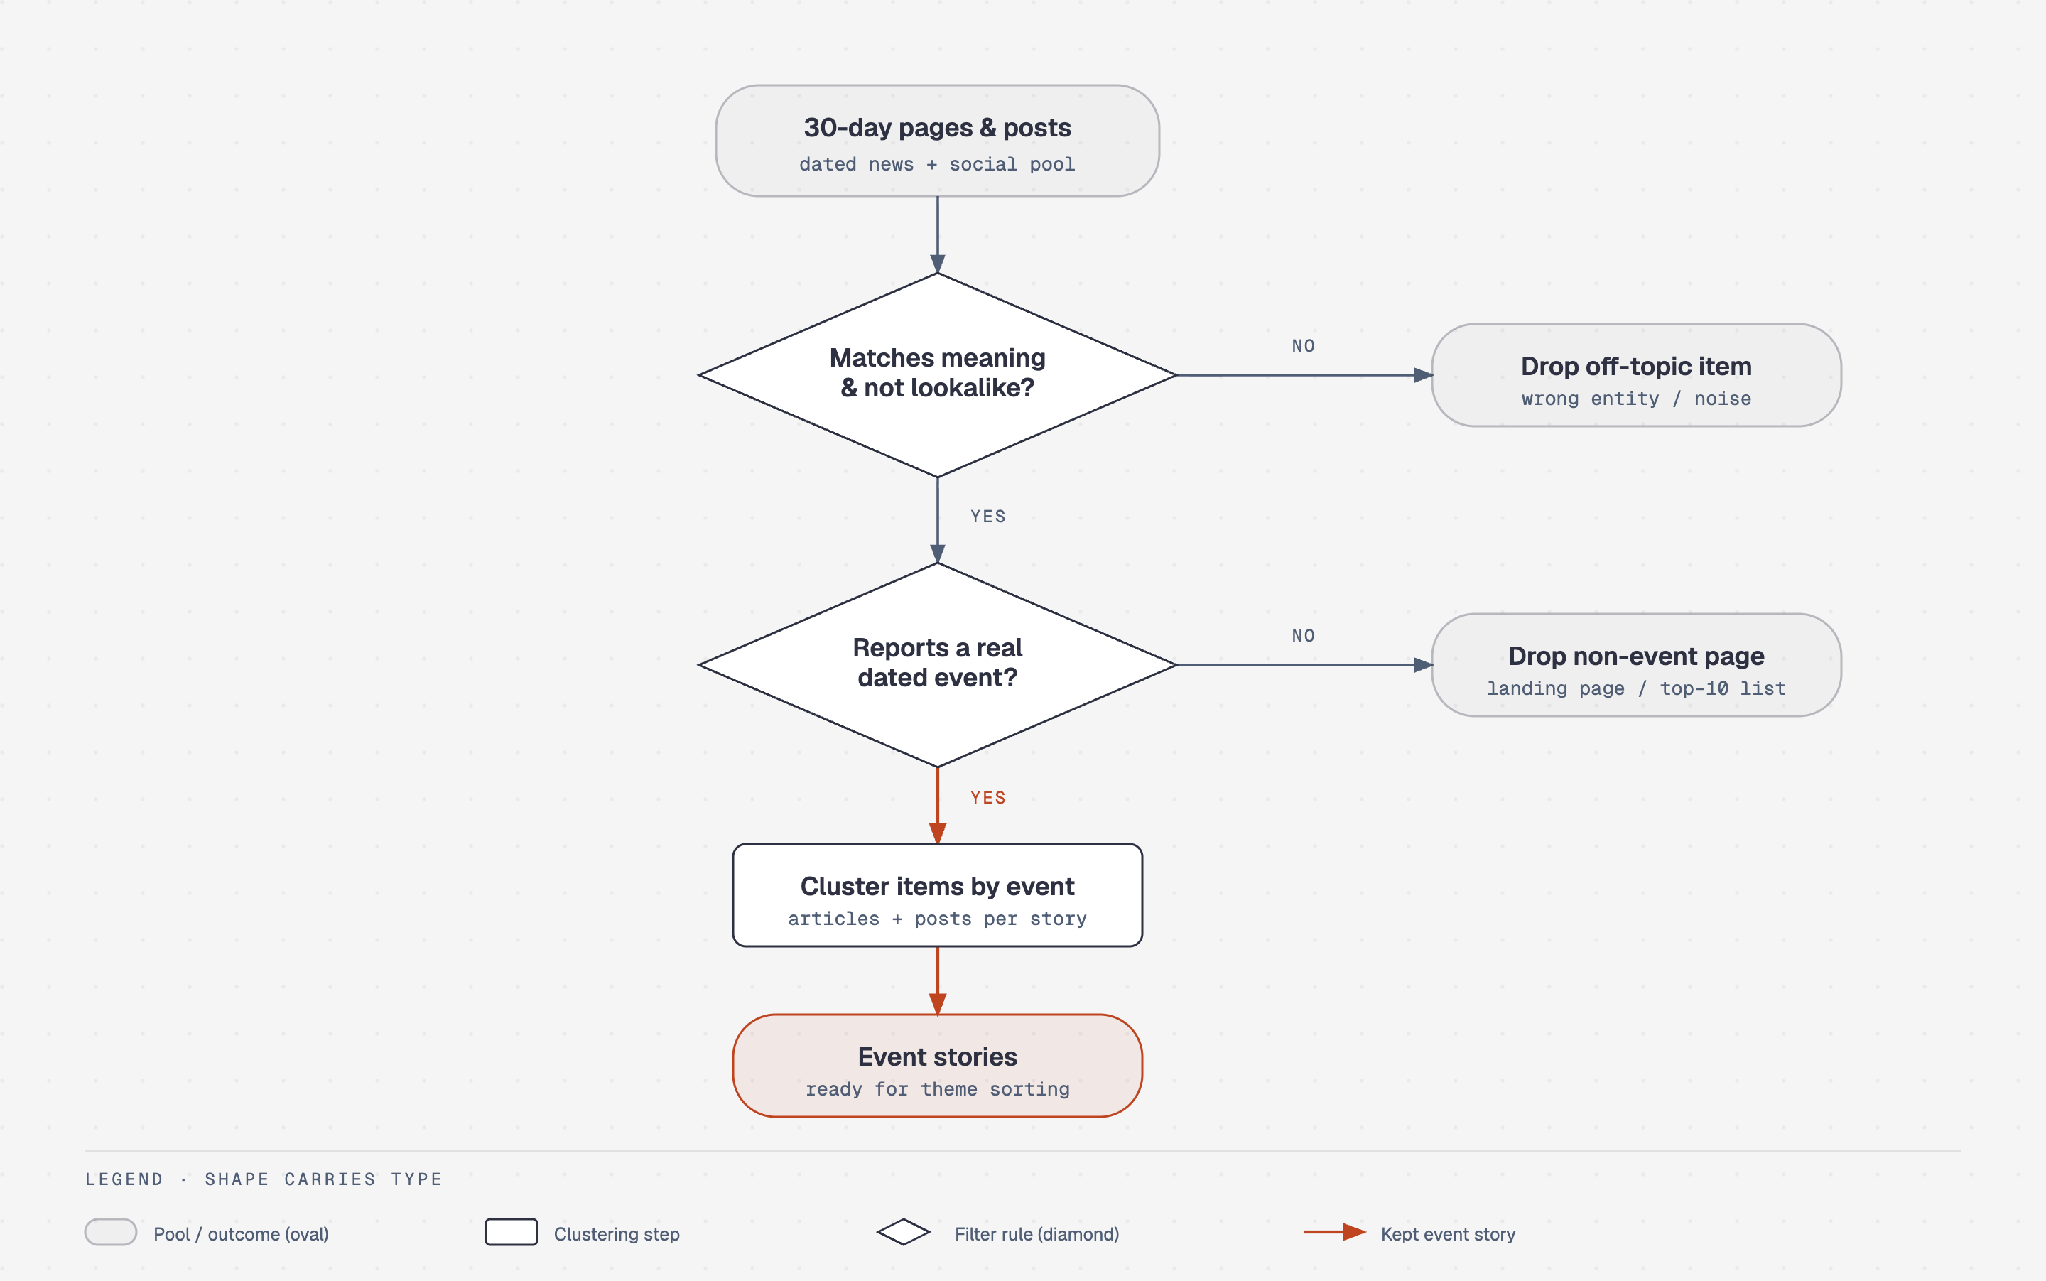 30-day pages & posts
dated news + social pool
Matches meaning
& not lookalike?
NO
Drop off-topic item
wrong entity / noise
YES
Reports a real
dated event?
NO
Drop non-event page
landing page / top-10 list
YES
Cluster items by event
articles + posts per story
Event stories
ready for theme sorting
LEGEND · SHAPE CARRIES TYPE
Pool / outcome (oval)
Clustering step
Filter rule (diamond)
Kept event story